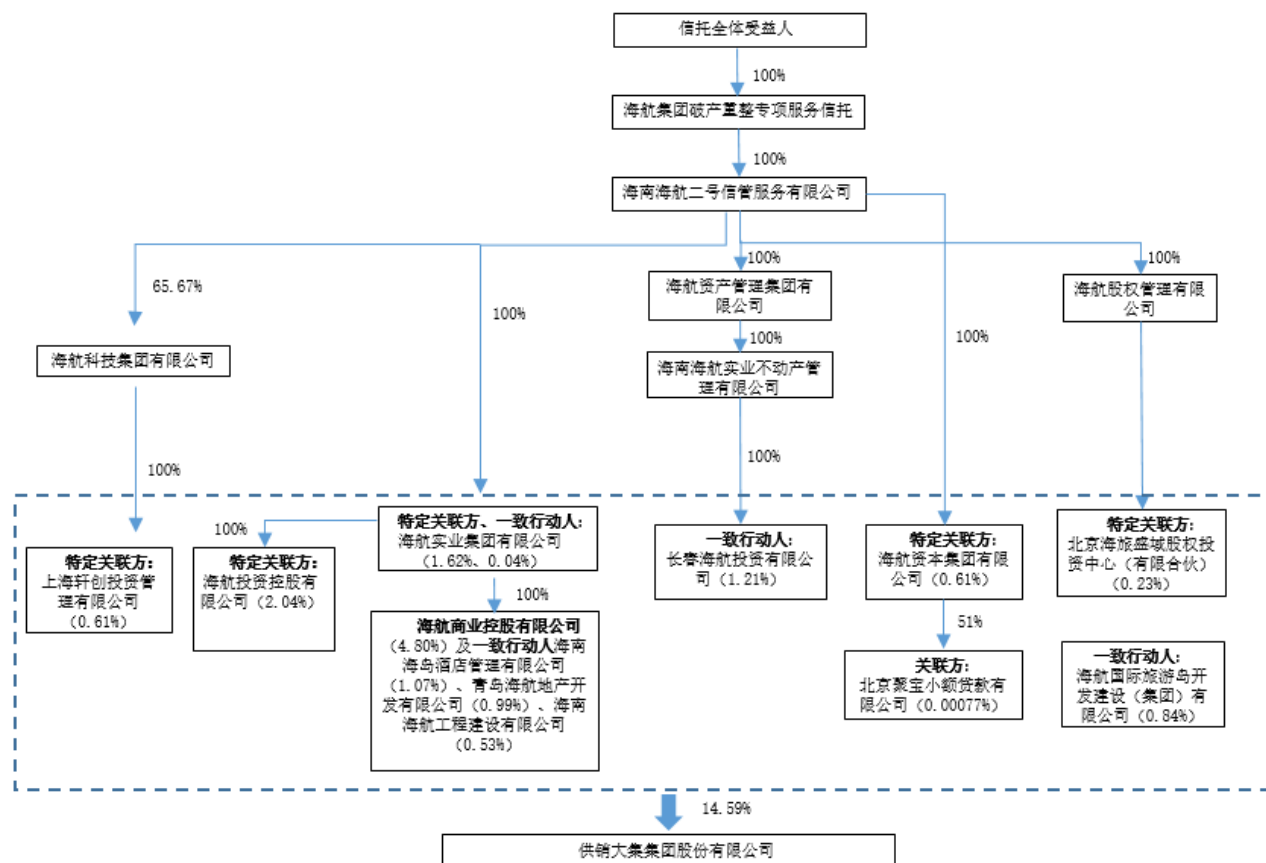 信托全体受益人
100%
海航集团破产重整专项服务信托
100%
海南海航二号信管服务有限公司
65.67%
100%
100%
海航资产管理集团有
限公司
100%
100%
海航股权管理有限
公司
100%
海航科技集团有限公司
海南海航实业不动产管
理有限公司
100%
100%
100%
特定关联方：
上海轩创投资管
理有限公司
（0.61%）
100%
特定关联方：
海航投资控股有
限公司（2.04%）
特定关联方、一致行动人：
海航实业集团有限公司
（1.62%、0.04%）
100%
海航商业控股有限公司
（4.80%）及一致行动人海南
海岛酒店管理有限公司
（1.07%）、青岛海航地产开
发有限公司（0.99%）、海南
海航工程建设有限公司
（0.53%）
一致行动人：
长春海航投资有限公
司（1.21%）
特定关联方：
海航资本集团有
限公司（0.61%）
51%
关联方：
北京聚宝小额贷款有
限公司（0.00077%）
特定关联方：
北京海旅盛域股权投
资中心（有限合伙）
（0.23%）
一致行动人：
海航国际旅游岛开
发建设（集团）有
限公司（0.84%）
14.59%
供销大集集团股份有限公司